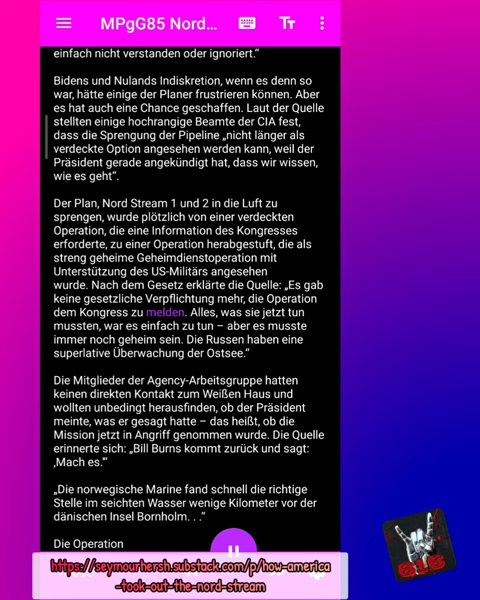 MPgG85 Nord...
einfach nicht verstanden oder ignoriert.“
Bidens und Nulands Indiskretion, wenn es denn so
war, hätte einige der Planer frustrieren können. Aber
es hat auch eine Chance geschaffen. Laut der Quelle
stellten einige hochrangige Beamte der CIA fest,
dass die Sprengung der Pipeline „nicht länger als
verdeckte Option angesehen werden kann, weil der
Präsident gerade angekündigt hat, dass wir wissen,
wie es geht“.
Der Plan, Nord Stream 1 und 2 in die Luft zu
sprengen, wurde plötzlich von einer verdeckten
Operation, die eine Information des Kongresses
erforderte, zu einer Operation herabgestuft, die als
streng geheime Geheimdienstoperation mit
Unterstützung des US-Militärs angesehen
wurde. Nach dem Gesetz erklärte die Quelle: „Es gab
keine gesetzliche Verpflichtung mehr, die Operation
dem Kongress zu melden. Alles, was sie jetzt tun
mussten, war es einfach zu tun – aber es musste
immer noch geheim sein. Die Russen haben eine
superlative Überwachung der Ostsee.“
Die Mitglieder der Agency-Arbeitsgruppe hatten
keinen direkten Kontakt zum Weißen Haus und
wollten unbedingt herausfinden, ob der Präsident
meinte, was er gesagt hatte – das heißt, ob die
Mission jetzt in Angriff genommen wurde. Die Quelle
erinnerte sich: „Bill Burns kommt zurück und sagt:
‚Mach es.‘“
„Die norwegische Marine fand schnell die richtige
Stelle im seichten Wasser wenige Kilometer vor der
dänischen Insel Bornholm. . .“
Die Operation
https://seymourhersh.substack.com/p/how-america
-took-out-the-nord-stream